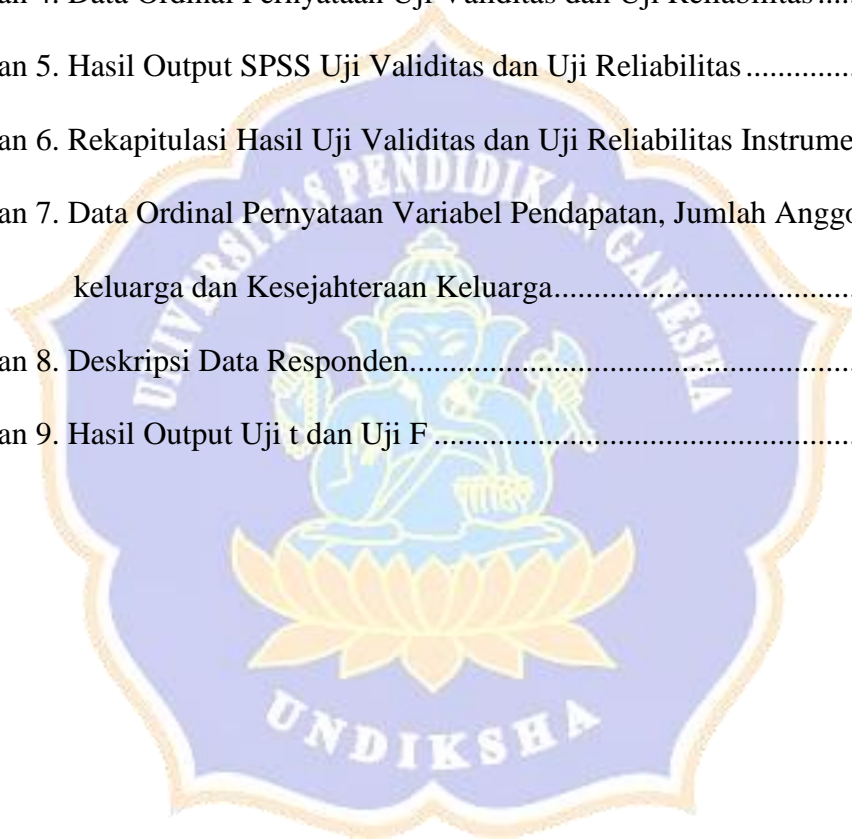 an 4. Data Ordinal Pernyataan Uji Validitas dan Uji Reliabilitas.....
an 5. Hasil Output SPSS Uji Validitas dan Uji Reliabilitas..............
an 6. Rekapitulasi Hasil Uji Validitas dan Uji Reliabilitas Instrume
an 7. Data Ordinal Pernyataan Variabel Pendapatan, Jumlah Anggo
keluarga dan Kesejahteraan Keluarga......................................
an 8. Deskripsi Data Responden........................................................
an 9. Hasil Output Uji t dan Uji F.....................................................
UNIVERSITAS PENDIDIKAN GANESHA
UNDIKSHA